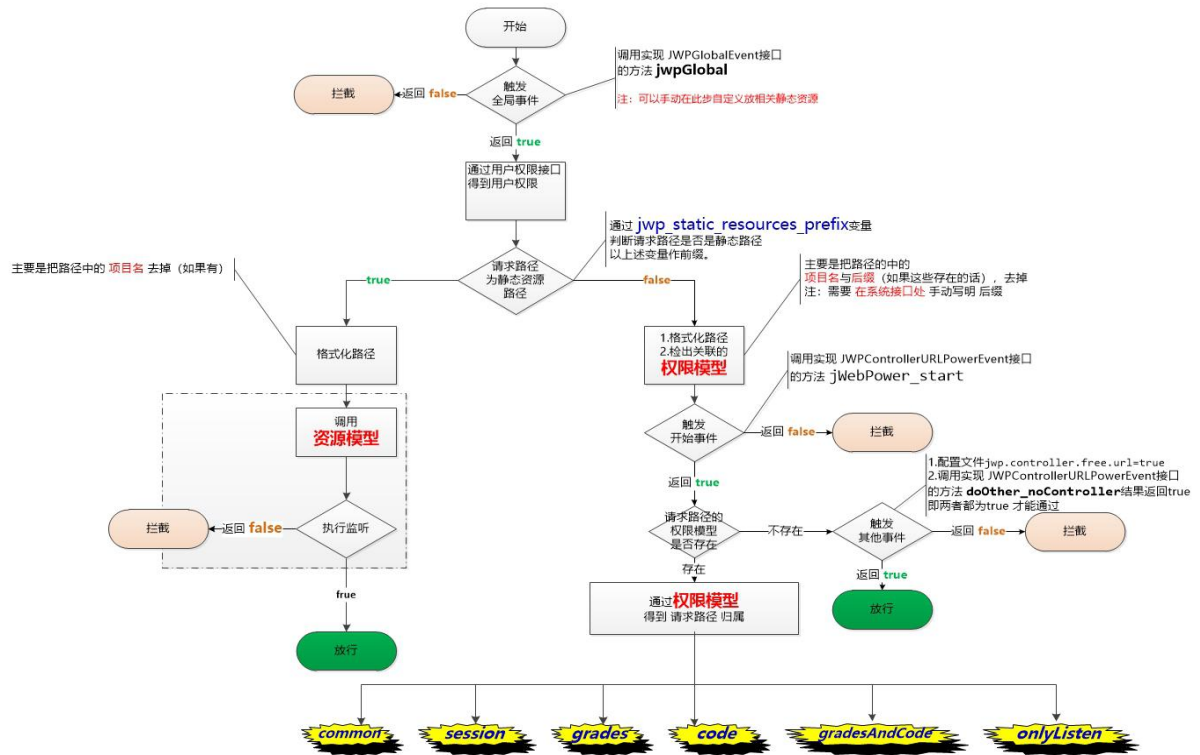 开始
调用实现 JWPGlobalEvent接口
的方法 jwpGlobal
注：可以手动在此步自定义放相关静态资源
触发
全局事件
返回 false
拦截
返回 true
通过用户权限接口
得到用户权限
通过 jwp_static_resources_prefix变量
判断请求路径是否是静态路径
以上述变量作前缀。
请求路径
为静态资源
路径
true
false
主要是把路径中的 项目名 去掉（如果有）
主要是把路径的中的
项目名与后缀（如果这些存在的话），去掉
注：需要 在系统接口处 手动写明 后缀
格式化路径
1.格式化路径
2.检出关联的
权限模型
调用实现 JWPControllerURLPowerEvent接口
的方法 jWebPower_start
调用
资源模型
触发
开始事件
返回 false
拦截
1.配置文件jwp.controller.free.url=true
2.调用实现 JWPControllerURLPowerEvent接口
的方法 doOther_noController结果返回true
即两者都为true 才能通过
返回 true
执行监听
返回 false
拦截
请求路径的
权限模型
是否存在
不存在
触发
其他事件
返回 false
拦截
存在
返回 true
放行
frue
放行
通过权限模型
得到 请求路径 归属
common
session
grades
code
gradesAndCode
onlyListen